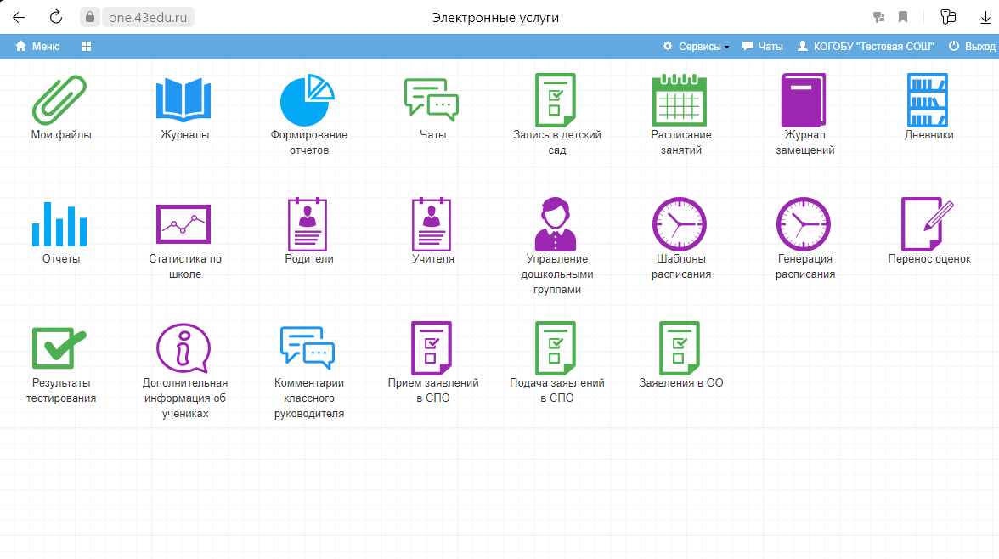 one.43edu.ru
Электронные услуги
Меню
Сервисы
Чаты
КОГОБУ "Тестовая СОШ"
Выход
Мои файлы
Журналы
Формирование
отчетов
Чаты
Запись в детский
сад
Расписание
занятий
Журнал
замещений
Дневники
Отчеты
Статистика по
школе
Родители
Учителя
Управление
дошкольными
группами
Шаблоны
расписания
Генерация
расписания
Перенос оценок
Результаты
тестирования
Дополнительная
информация об
учениках
Комментарии
классного
руководителя
Прием заявлений
в СПО
Подача заявлений
в СПО
Заявления в ОО